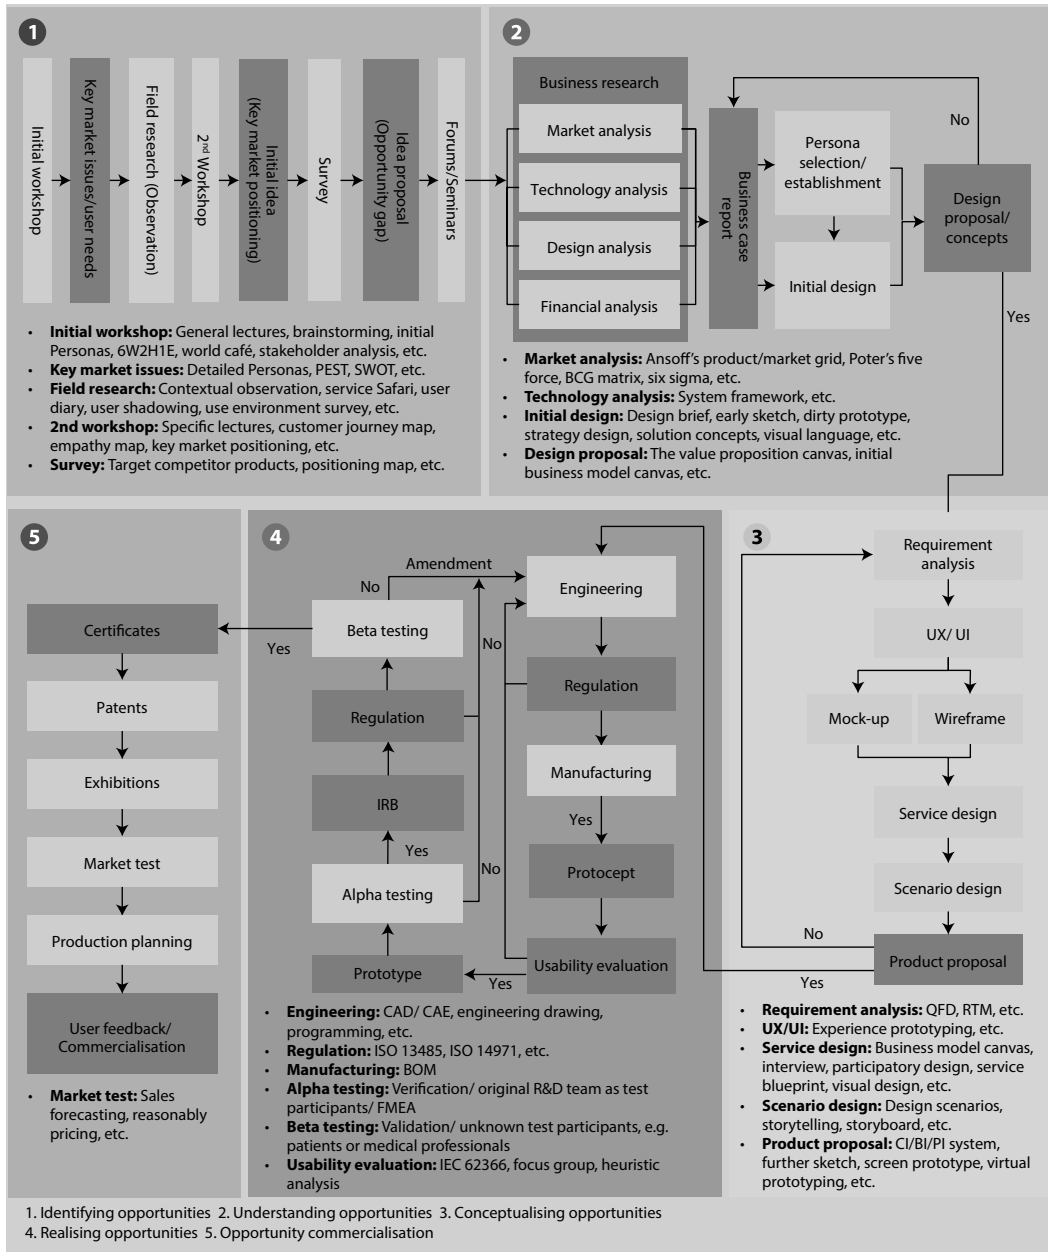 1
Initial workshop
Key market issues/user needs
Field research (Observation)
2nd Workshop
Initial idea
(Key market positioning)
Survey
Idea proposal
(Opportunity gap)
Forums/Seminars
• Initial workshop: General lectures, brainstorming, initial
Personas, 6W2H1E, world café, stakeholder analysis, etc.
• Key market issues: Detailed Personas, PEST, SWOT, etc.
• Field research: Contextual observation, service Safari, user
diary, user shadowing, use environment survey, etc.
• 2nd workshop: Specific lectures, customer journey map,
empathy map, key market positioning, etc.
• Survey: Target competitor products, positioning map, etc.
2
Business research
Market analysis
Technology analysis
Design analysis
Financial analysis
Business case
report
Persona
selection/
establishment
Initial design
No
Design
proposal/
concepts
Yes
• Market analysis: Ansoff's product/market grid, Poter's five
force, BCG matrix, six sigma, etc.
• Technology analysis: System framework, etc.
• Initial design: Design brief, early sketch, dirty prototype,
strategy design, solution concepts, visual language, etc.
• Design proposal: The value proposition canvas, initial
business model canvas, etc.
3
Requirement
analysis
UX/ UI
Mock-up
Wireframe
Service design
Scenario design
No
Product proposal
Yes
• Requirement analysis: QFD, RTM, etc.
• UX/UI: Experience prototyping, etc.
• Service design: Business model canvas,
interview, participatory design, service
blueprint, visual design, etc.
• Scenario design: Design scenarios,
storytelling, storyboard, etc.
• Product proposal: CI/BI/PI system,
further sketch, screen prototype, virtual
prototyping, etc.
4
Amendment
No
Engineering
Beta testing
Yes
No
Regulation
Regulation
Manufacturing
IRB
Yes
Yes
No
Protocept
Alpha testing
Usability evaluation
Prototype
Yes
• Engineering: CAD/ CAE, engineering drawing,
programming, etc.
• Regulation: ISO 13485, ISO 14971, etc.
• Manufacturing: BOM
• Alpha testing: Verification/ original R&D team as test
participants/ FMEA
• Beta testing: Validation/ unknown test participants, e.g.
patients or medical professionals
• Usability evaluation: IEC 62366, focus group, heuristic
analysis
5
Certificates
Patents
Exhibitions
Market test
Production planning
User feedback/
Commercialisation
• Market test: Sales
forecasting, reasonably
pricing, etc.
1. Identifying opportunities 2. Understanding opportunities 3. Conceptualising opportunities
4. Realising opportunities 5. Opportunity commercialisation